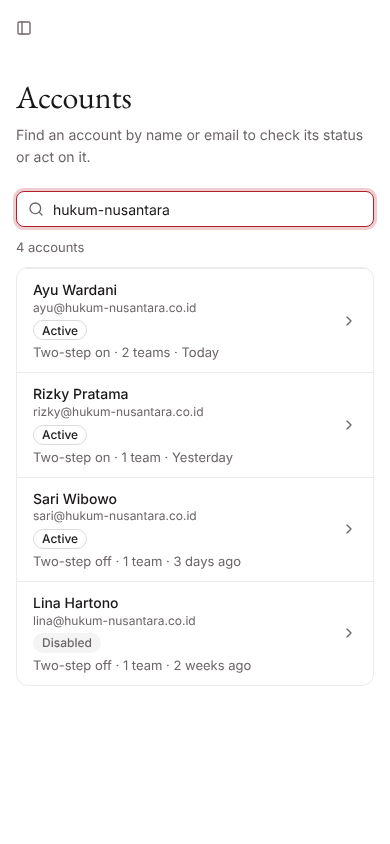 Accounts
Find an account by name or email to check its status
or act on it.
hukum-nusantara
4 accounts
Ayu Wardani
ayu@hukum-nusantara.co.id
Active
Two-step on · 2 teams · Today
Rizky Pratama
rizky@hukum-nusantara.co.id
Active
Two-step on · 1 team · Yesterday
Sari Wibowo
sari@hukum-nusantara.co.id
Active
Two-step off · 1 team · 3 days ago
Lina Hartono
lina@hukum-nusantara.co.id
Disabled
Two-step off · 1 team · 2 weeks ago